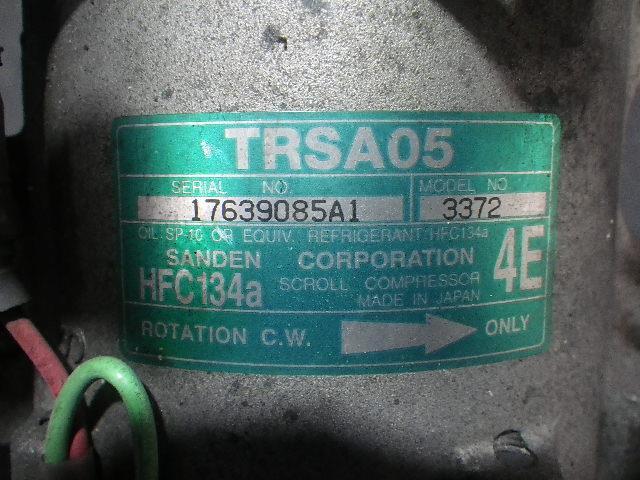 TRSA05
SERIAL NO. MODEL NO.
17639085A1 3372
OIL SP-10 OR EQUIV. REFRIGERANT HFC134a
SANDEN CORPORATION 4E
HFC134a SCROLL COMPRESSOR
MADE IN JAPAN
ROTATION C.W. ONLY